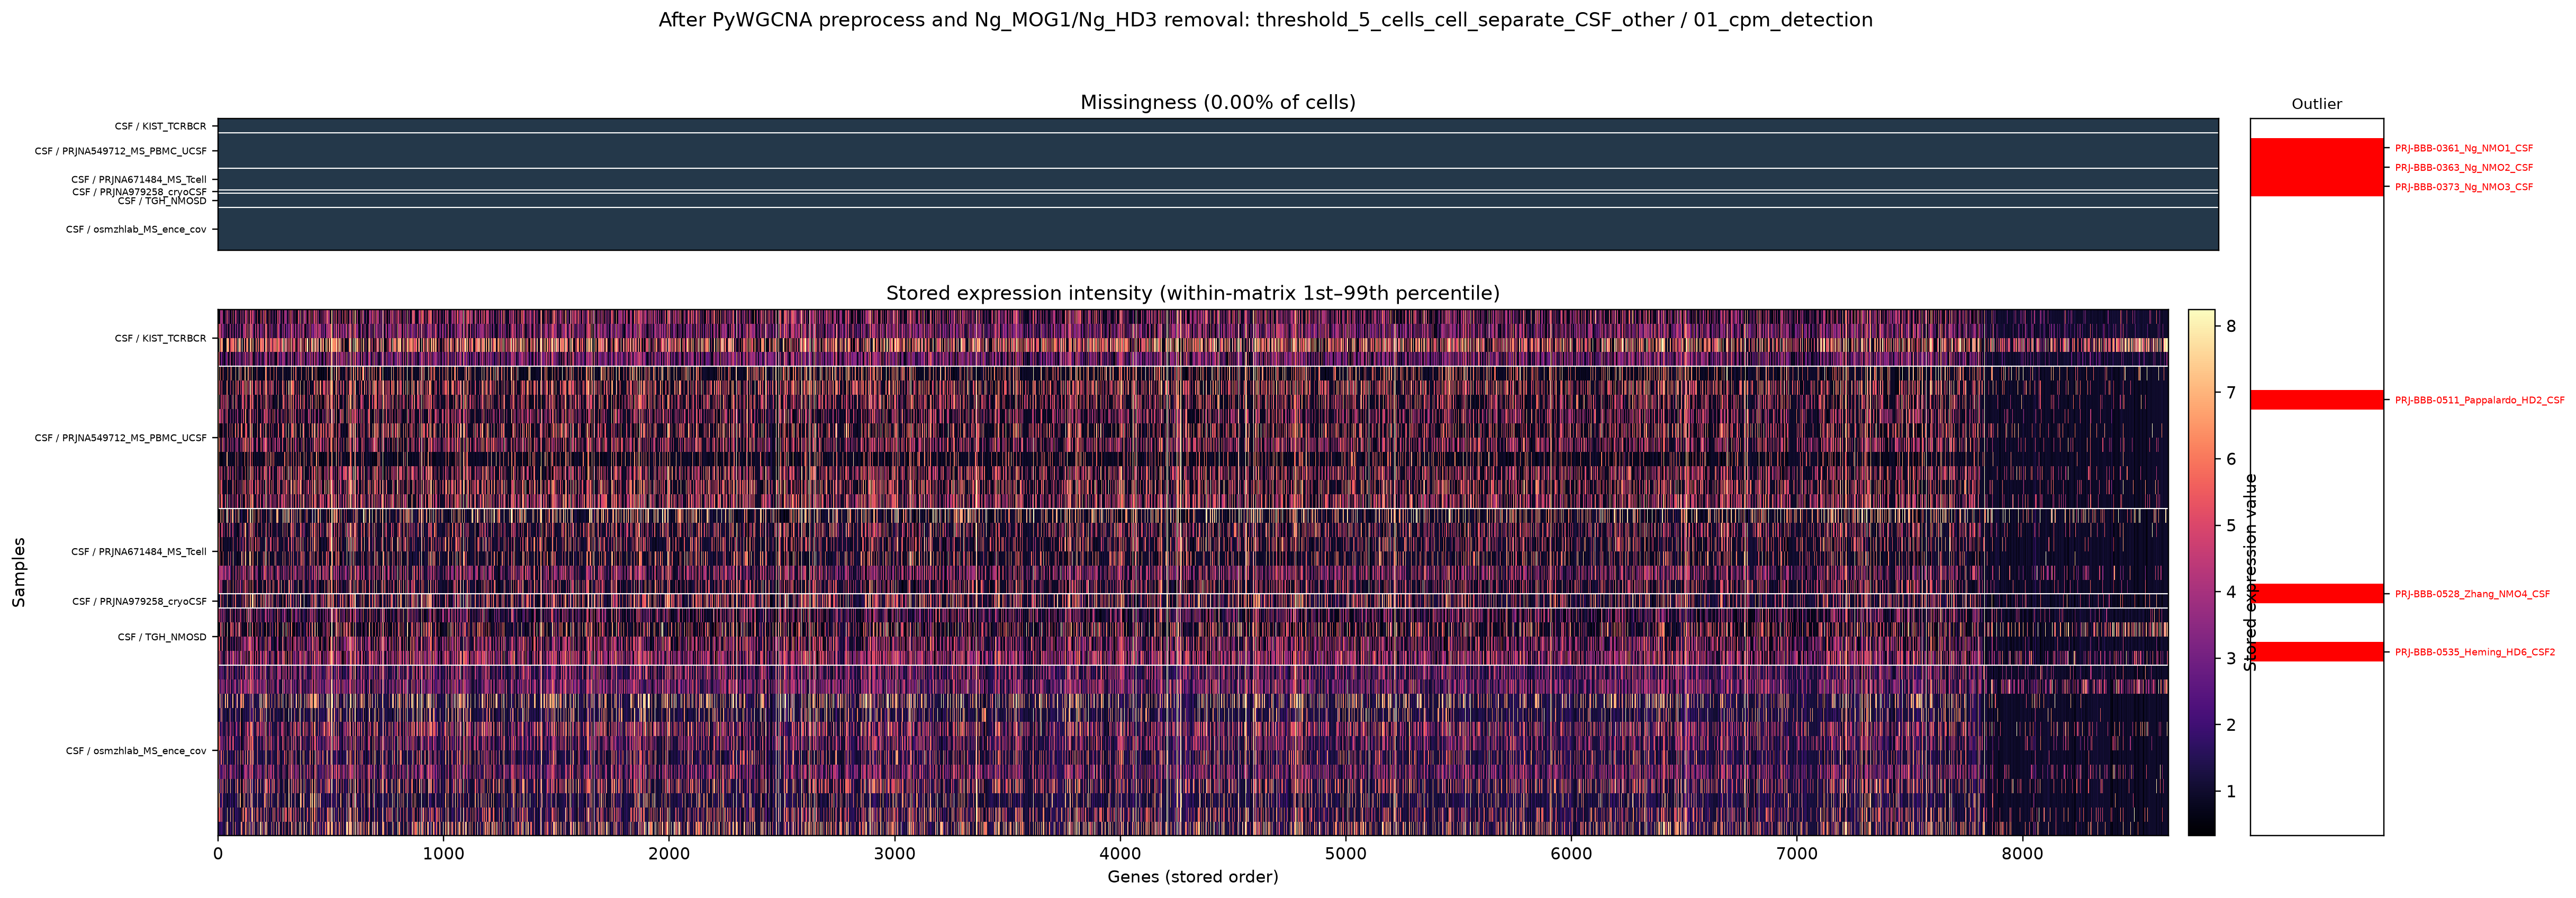 After PyWGCNA preprocess and Ng_MOG1/Ng_HD3 removal: threshold_5_cells_cell_separate_CSF_other / 01_cpm_detection
Missingness (0.00% of cells)
CSF / KIST_TCRBCR
CSF / PRJNA549712_MS_PBMC_UCSF
CSF / PRJNA671484_MS_Tcell
CSF / PRJNA979258_cryoCSF
CSF / TGH_NMOSD
CSF / osmzhlab_MS_ence_cov
Outlier
PRJ-BBB-0361_Ng_NMO1_CSF
PRJ-BBB-0363_Ng_NMO2_CSF
PRJ-BBB-0373_Ng_NMO3_CSF
PRJ-BBB-0511_Pappalardo_HD2_CSF
PRJ-BBB-0528_Zhang_NMO4_CSF
PRJ-BBB-0535_Heming_HD6_CSF2
Stored expression intensity (within-matrix 1st–99th percentile)
Samples
CSF / KIST_TCRBCR
CSF / PRJNA549712_MS_PBMC_UCSF
CSF / PRJNA671484_MS_Tcell
CSF / PRJNA979258_cryoCSF
CSF / TGH_NMOSD
CSF / osmzhlab_MS_ence_cov
0 1000 2000 3000 4000 5000 6000 7000 8000
Genes (stored order)
8
7
6
5
4
3
2
1
Stored expression value